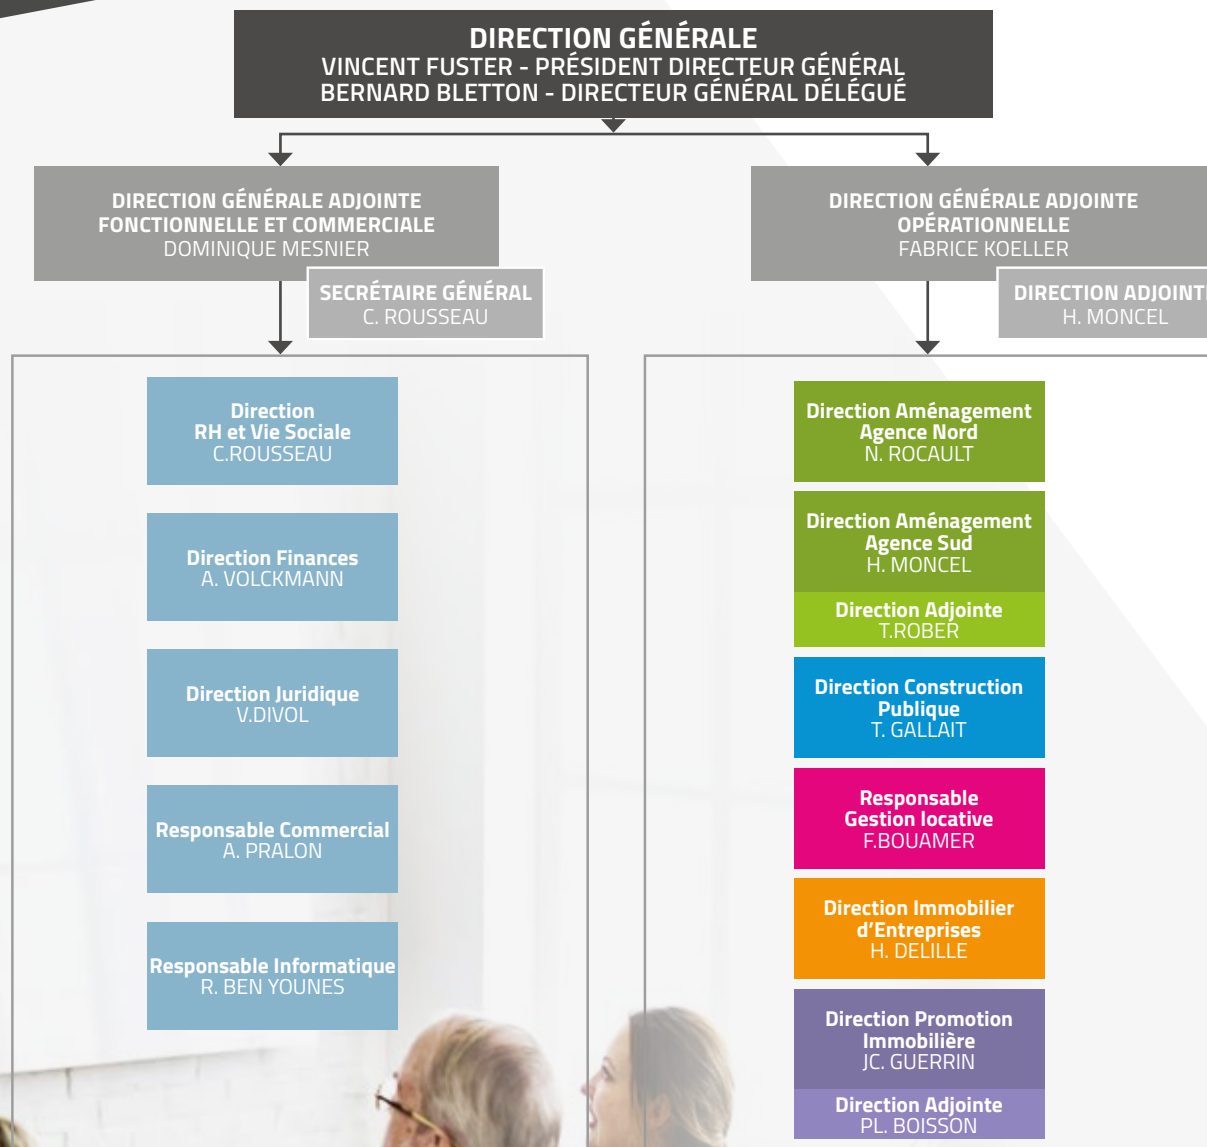 DIRECTION GÉNÉRALE
VINCENT FUSTER - PRÉSIDENT DIRECTEUR GÉNÉRAL
BERNARD BLETTON - DIRECTEUR GÉNÉRAL DÉLÉGUÉ
DIRECTION GÉNÉRALE ADJOINTE
FONCTIONNELLE ET COMMERCIALE
DOMINIQUE MESNIER
SECRÉTAIRE GÉNÉRAL
C. ROUSSEAU
Direction
RH et Vie Sociale
C.ROUSSEAU
Direction Finances
A. VOLCKMANN
Direction Juridique
V.DIVOL
Responsable Commercial
A. PRALON
Responsable Informatique
R. BEN YOUNES
DIRECTION GÉNÉRALE ADJOINTE
OPÉRATIONNELLE
FABRICE KOELLER
DIRECTION ADJOINTE
H. MONCEL
Direction Aménagement
Agence Nord
N. ROCAULT
Direction Aménagement
Agence Sud
H. MONCEL
Direction Adjointe
T.ROBER
Direction Construction
Publique
T. GALLAIT
Responsable
Gestion locative
F.BOUAMER
Direction Immobilier
d'Entreprises
H. DELILLE
Direction Promotion
Immobilière
JC. GUERRIN
Direction Adjointe
PL. BOISSON